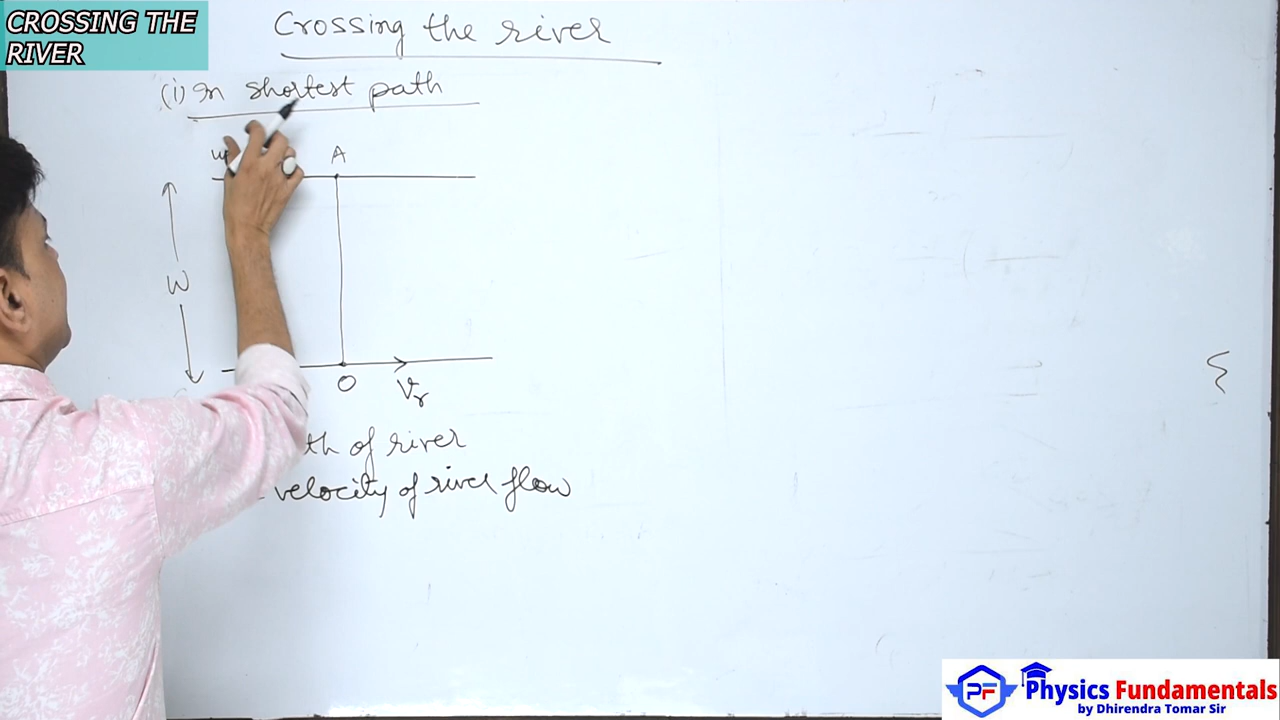 CROSSING THE
RIVER
Crossing the river
(i) In shortest path
A
W
O
Vr
of river
velocity of river flow
PF Physics Fundamentals
by Dhirendra Tomar Sir